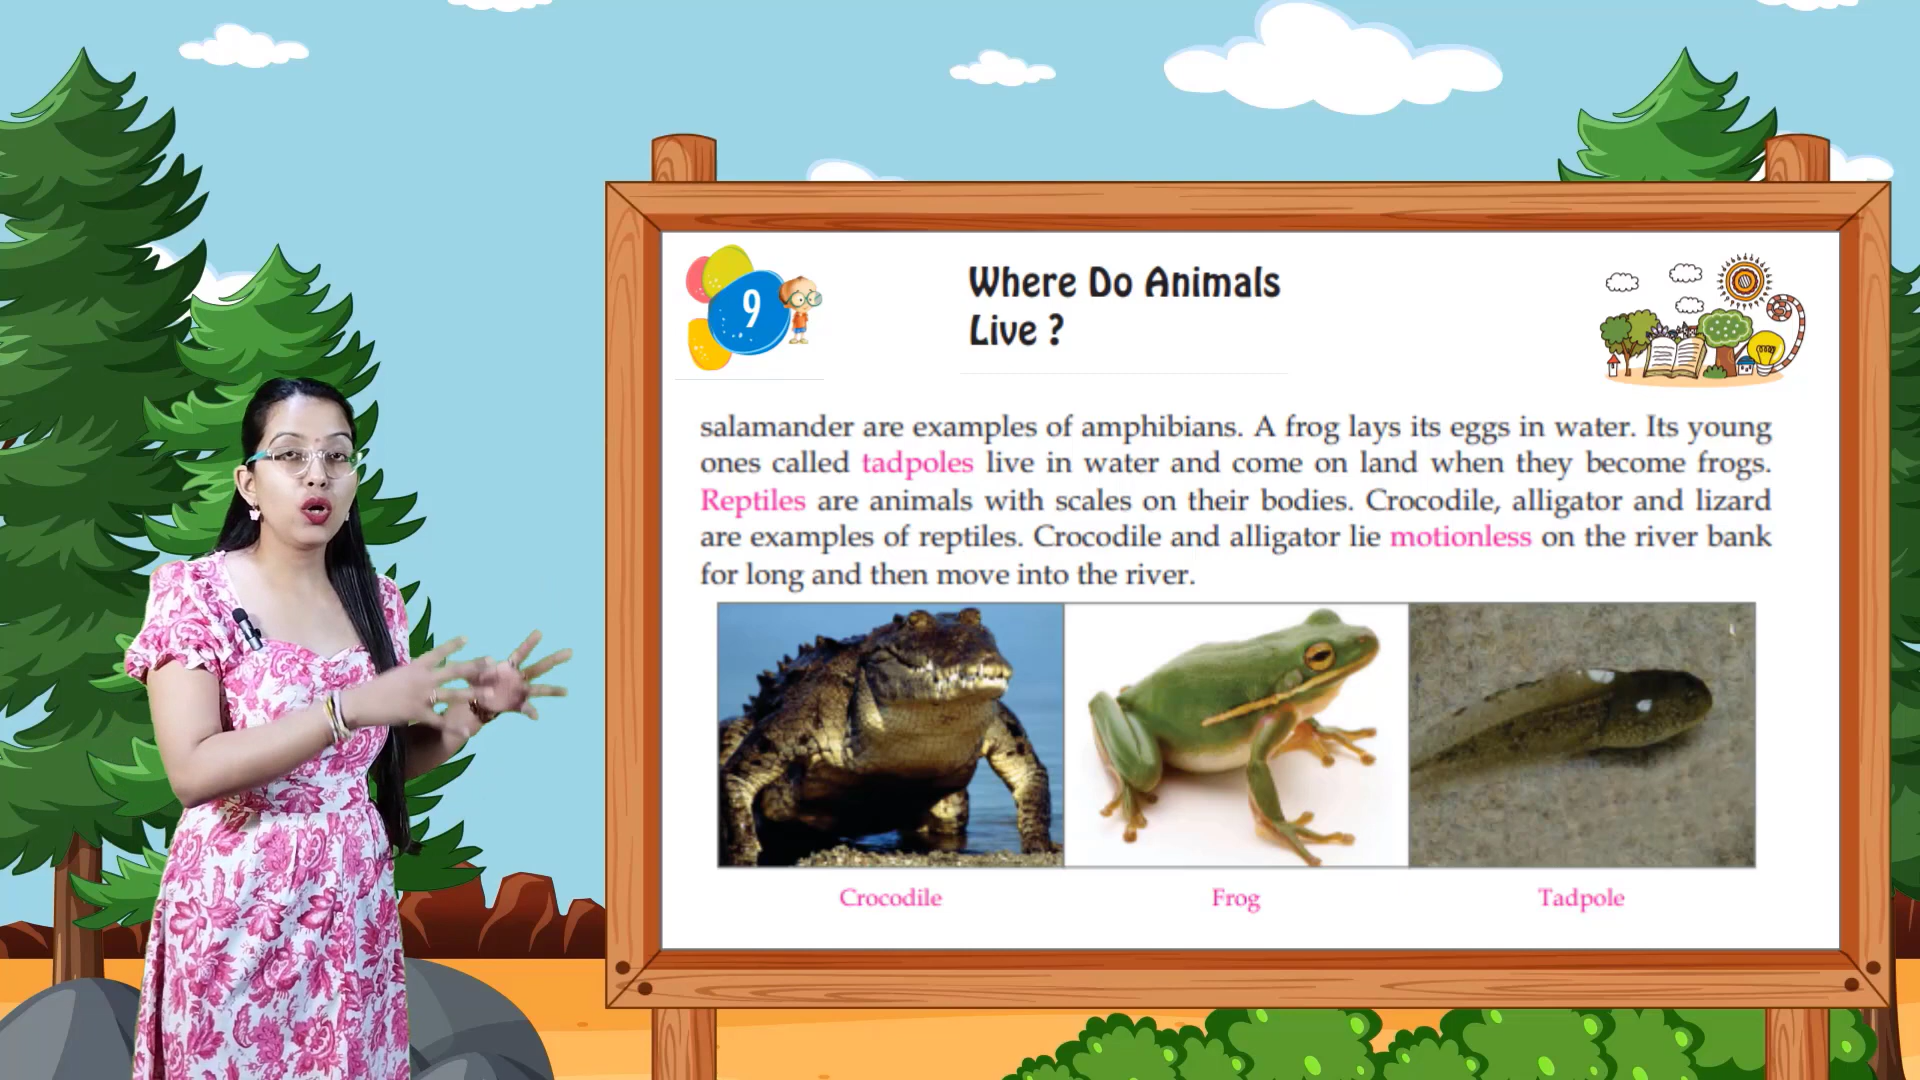 9
Where Do Animals
Live ?
salamander are examples of amphibians. A frog lays its eggs in water. Its young
ones called tadpoles live in water and come on land when they become frogs.
Reptiles are animals with scales on their bodies. Crocodile, alligator and lizard
are examples of reptiles. Crocodile and alligator lie motionless on the river bank
for long and then move into the river.
Crocodile
Frog
Tadpole